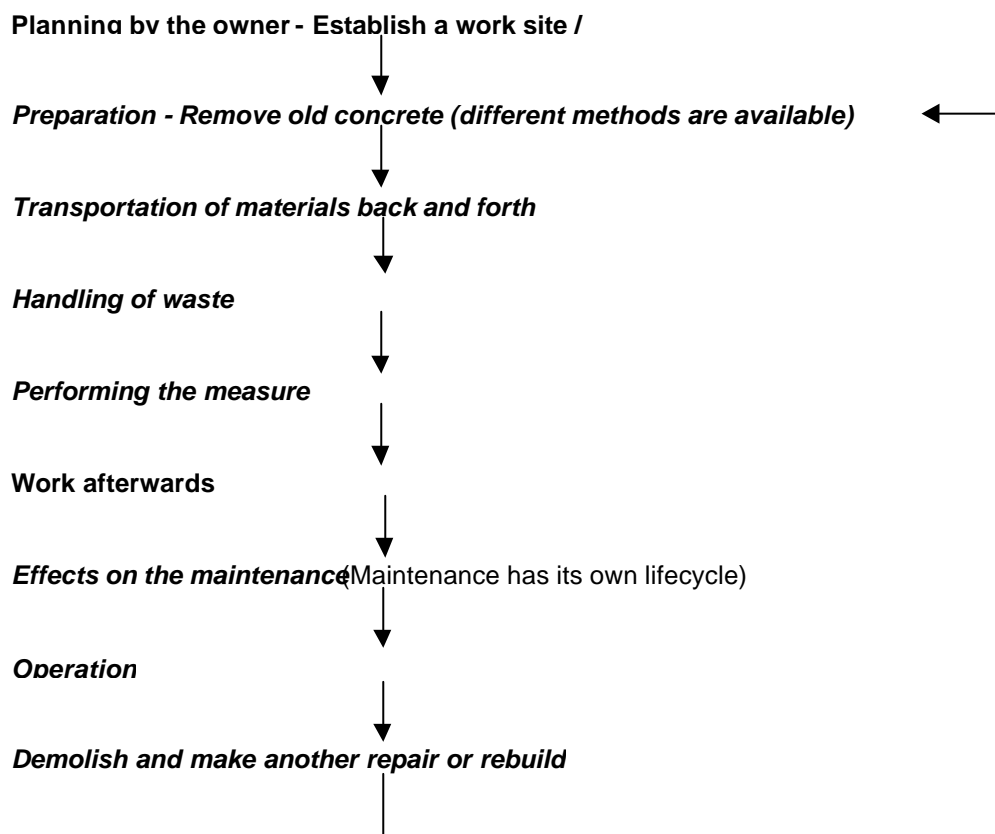 Planning by the owner - Establish a work site /
Preparation - Remove old concrete (different methods are available)
Transportation of materials back and forth
Handling of waste
Performing the measure
Work afterwards
Effects on the maintenance (Maintenance has its own lifecycle)
Operation
Demolish and make another repair or rebuild